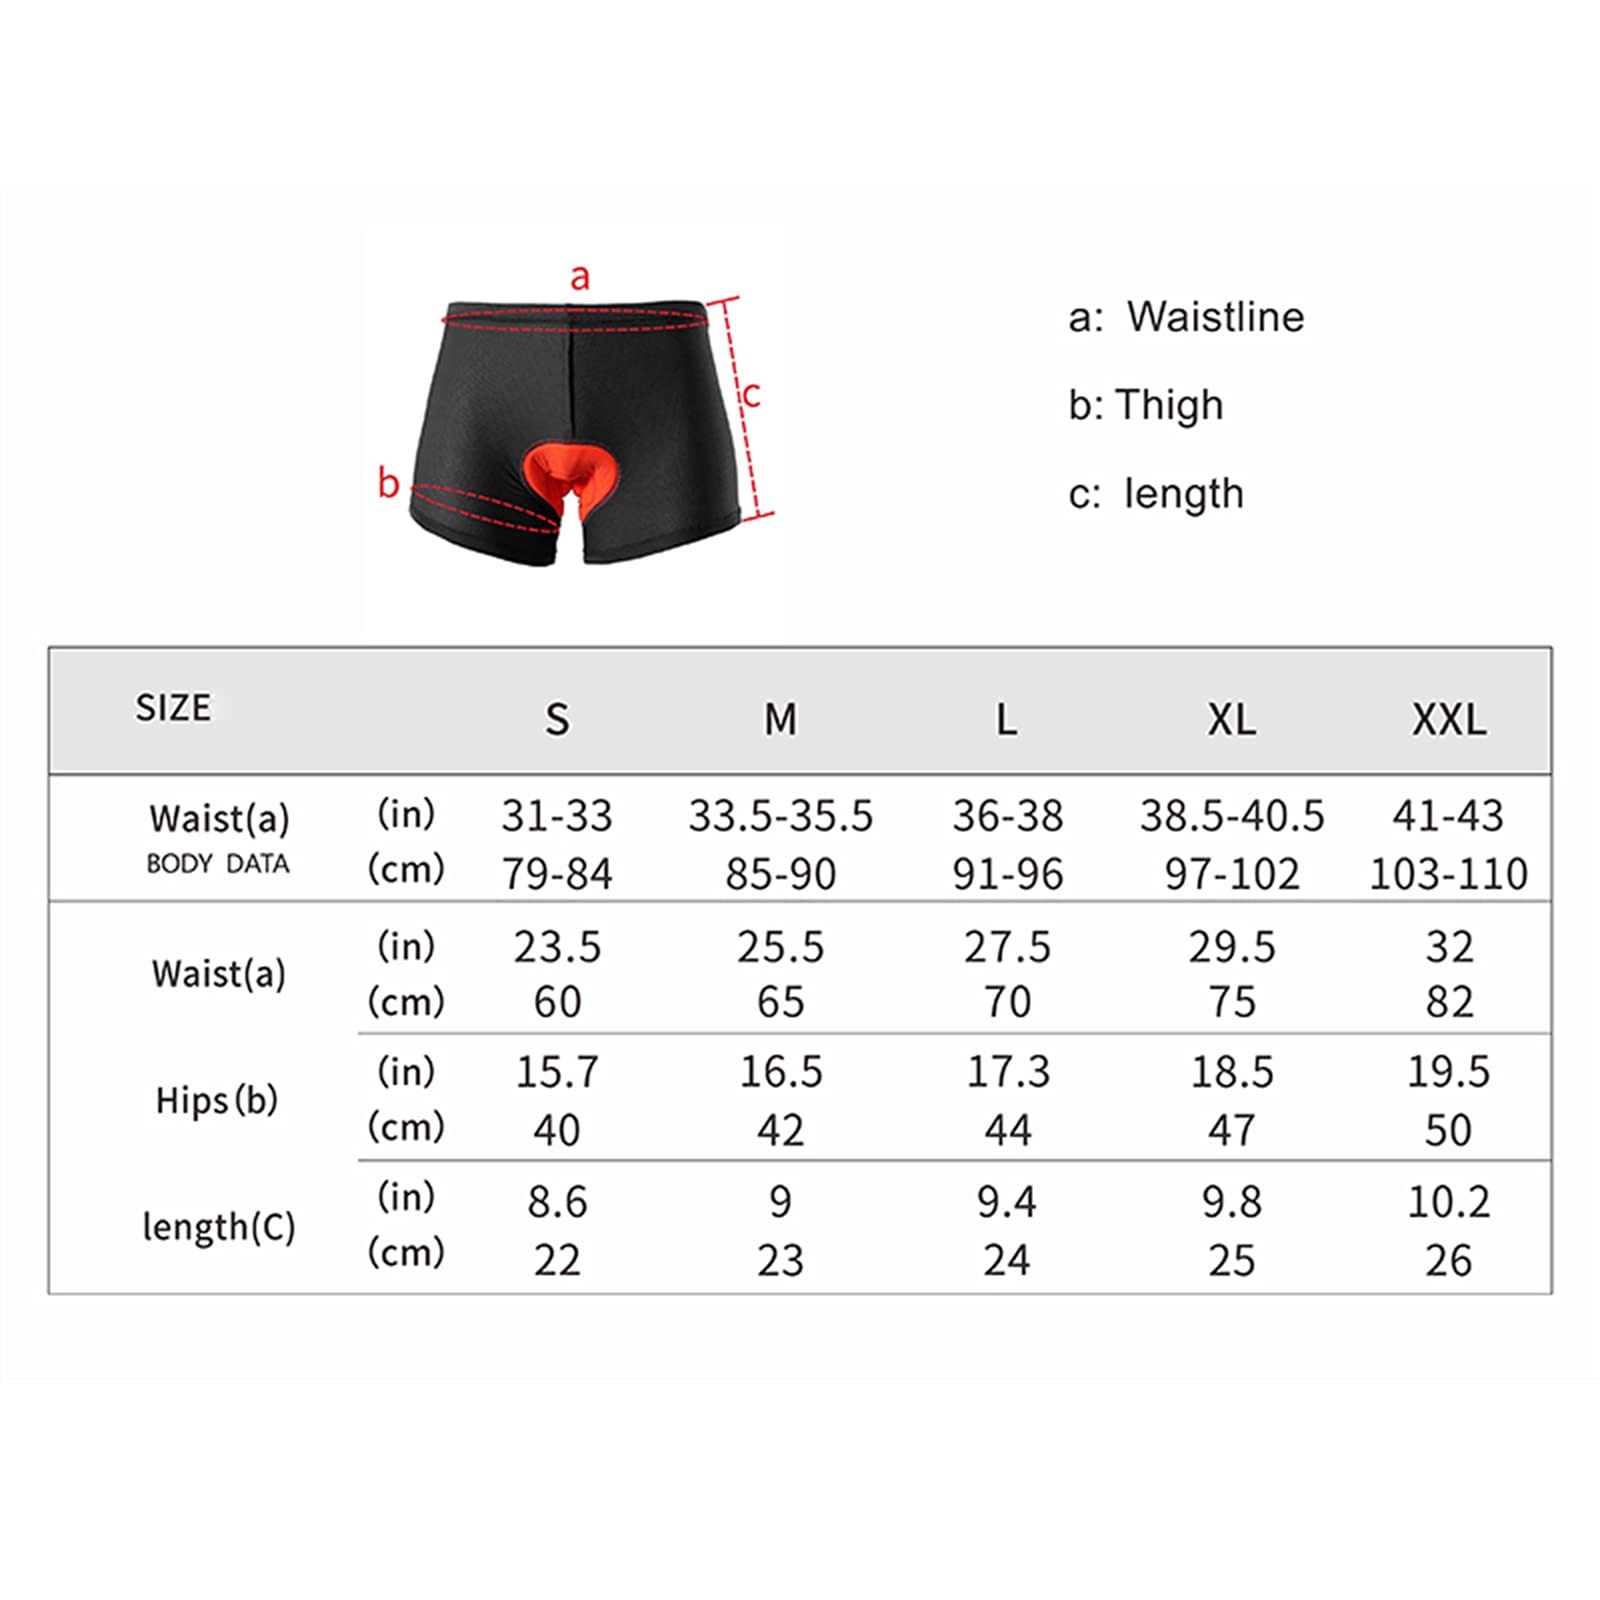 a
c
b
a: Waistline
b: Thigh
c: length
SIZE S M L XL XXL
Waist(a) (in) 31-33 33.5-35.5 36-38 38.5-40.5 41-43
BODY DATA (cm) 79-84 85-90 91-96 97-102 103-110
Waist(a) (in) 23.5 25.5 27.5 29.5 32
(cm) 60 65 70 75 82
Hips(b) (in) 15.7 16.5 17.3 18.5 19.5
(cm) 40 42 44 47 50
length(C) (in) 8.6 9 9.4 9.8 10.2
(cm) 22 23 24 25 26